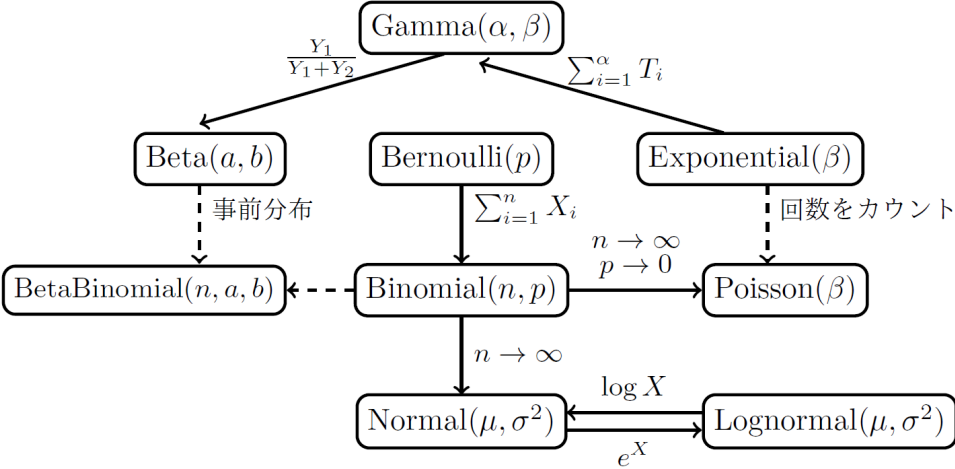 Gamma(α, β)
Y₁/(Y₁+Y₂)
∑ᵢ₌₁^α Tᵢ
Beta(a, b)
Bernoulli(p)
Exponential(β)
事前分布
∑ᵢ₌₁ⁿ Xᵢ
回数をカウント
n → ∞
p → 0
BetaBinomial(n, a, b)
Binomial(n, p)
Poisson(β)
n → ∞
log X
Normal(μ, σ²)
Lognormal(μ, σ²)
e^X